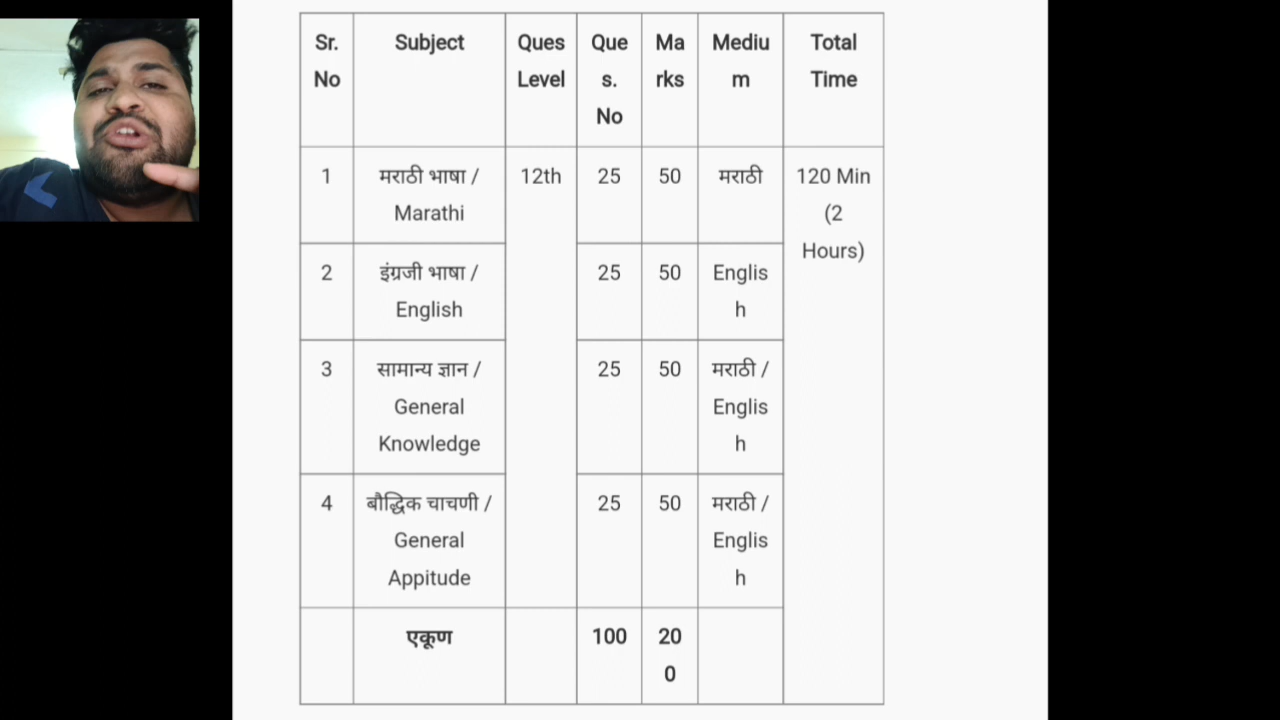 Sr. No
Subject
Ques Level
Que s. No
Ma rks
Mediu m
Total Time
1
मराठी भाषा /
Marathi
12th
25
50
मराठी
120 Min
(2
Hours)
2
इंग्रजी भाषा /
English
25
50
Englis
h
3
सामान्य ज्ञान /
General
Knowledge
25
50
मराठी /
Englis
h
4
बौद्धिक चाचणी /
General
Appitude
25
50
मराठी /
Englis
h
एकूण
100
20
0